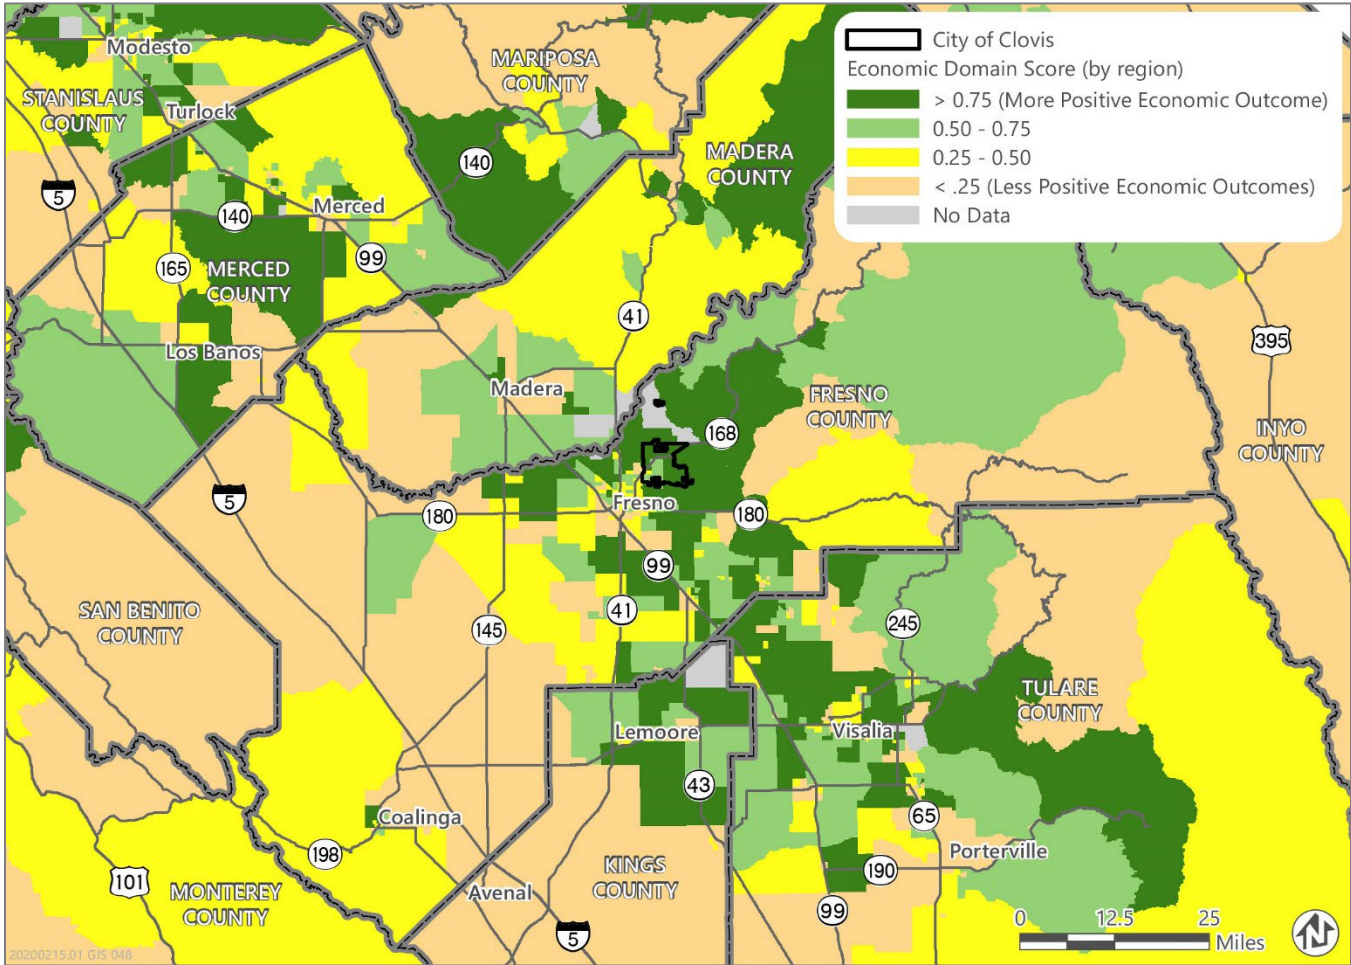 City of Clovis
Economic Domain Score (by region)
> 0.75 (More Positive Economic Outcome)
0.50 - 0.75
0.25 - 0.50
< .25 (Less Positive Economic Outcomes)
No Data
Modesto
MARIPOSA
COUNTY
STANISLAUS
COUNTY
Turlock
140
MADERA
COUNTY
5
Merced
140
99
165
MERCED
COUNTY
41
395
Los Banos
Madera
FRESNO
COUNTY
168
INYO
COUNTY
5
Fresno
180
180
99
SAN BENITO
COUNTY
41
145
245
TULARE
COUNTY
Lemoore
Visalia
43
Coalinga
65
198
Porterville
KINGS
COUNTY
190
101
MONTEREY
COUNTY
Avenal
99
5
0 12.5 25
Miles
N
20200215.01 GIS 048